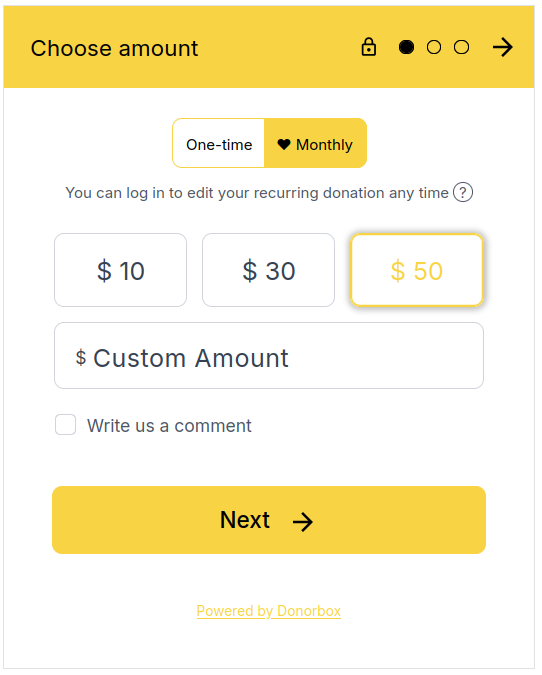 Choose amount
One-time ♥ Monthly
You can log in to edit your recurring donation any time ?
$ 10 $ 30 $ 50
$ Custom Amount
Write us a comment
Next →
Powered by Donorbox